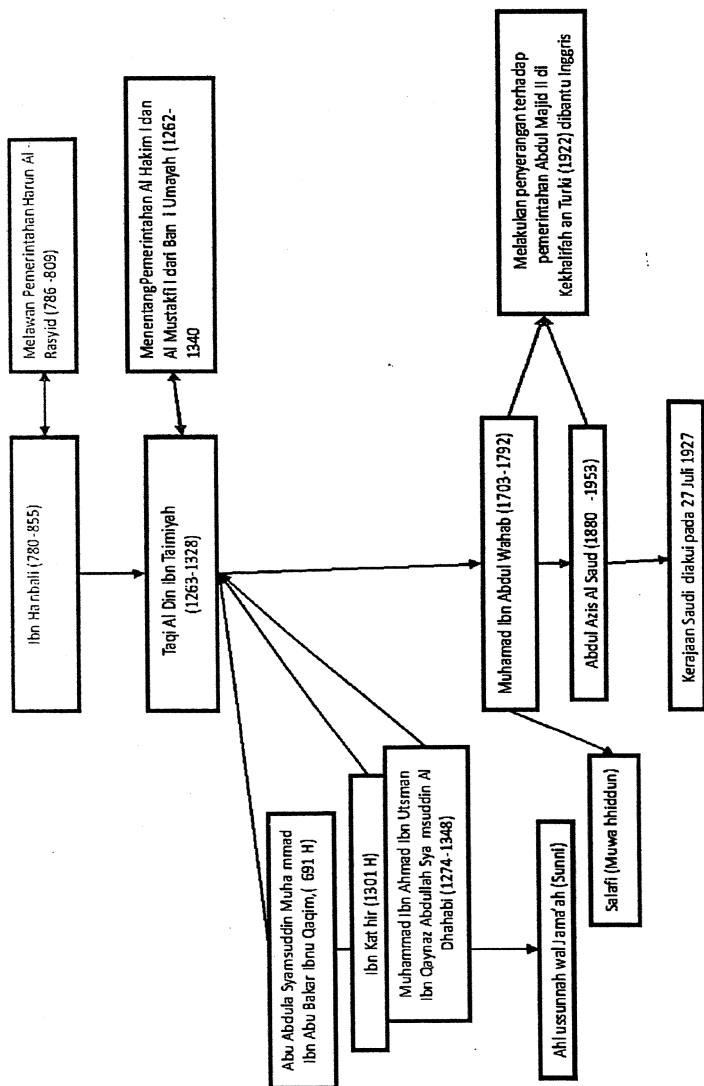 Ibn Hanbali (780-855)
Melawan Pemerintahan Harun Al -
Rasyid (786 -809)
Taqi Al Din Ibn Taimiyah
(1263-1328)
Menentang Pemerintahan Al Hakim I dan
Al Mustakfi I dari Ban i Umayah (1262-
1340
Abu Abdula Syamsuddin Muha mmad
Ibn Abu Bakar Ibnu Qaqim,( 691 H)
Ibn Kat hir (1301 H)
Muhammad Ibn Ahmad Ibn Utsman
Ibn Qaynaz Abdullah Sya msuddin Al
Dhahabi (1274-1348)
Ahl ussunnah wal Jama'ah (Sunni)
Muhamad Ibn Abdul Wahab (1703-1792)
Salafi (Muwa hhiddun)
Abdul Azis Al Saud (1880 -1953)
Melakukan penyerangan terhadap
pemerintahan Abdul Majid II di
Kekhalifah an Turki (1922) dibantu Inggris
Kerajaan Saudi diakui pada 27 Juli 1927